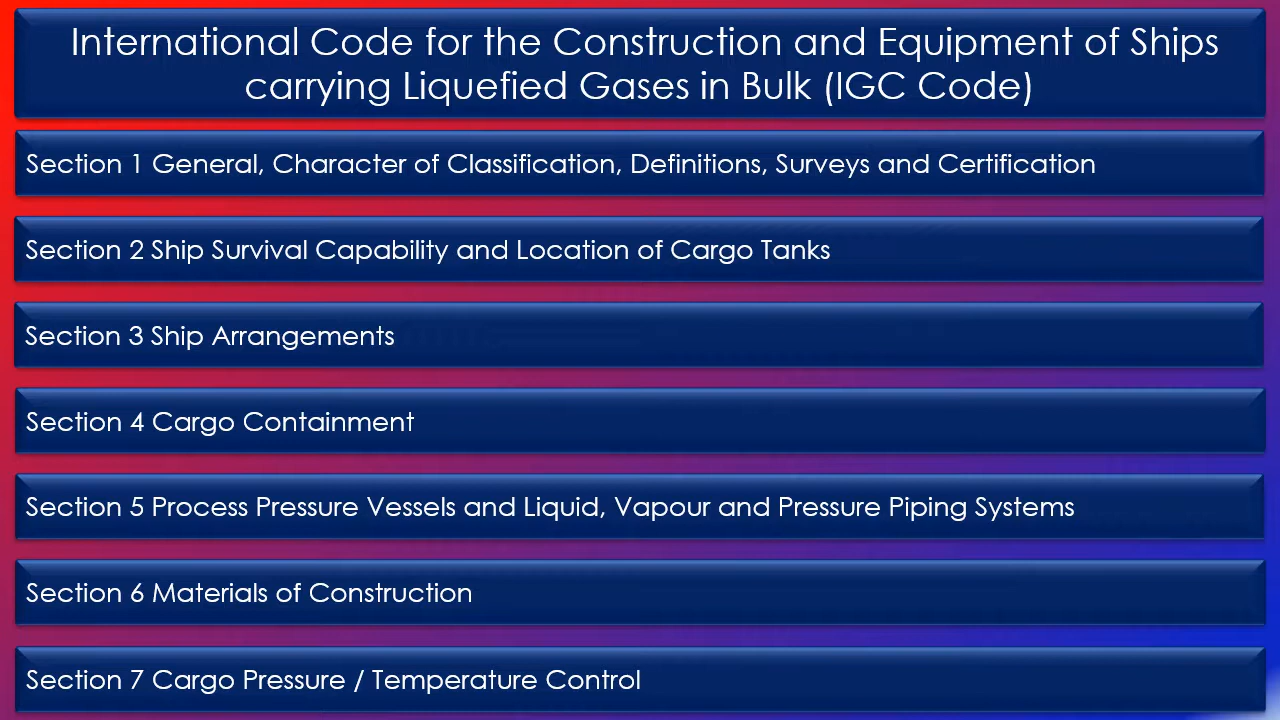 International Code for the Construction and Equipment of Ships
carrying Liquefied Gases in Bulk (IGC Code)
Section 1 General, Character of Classification, Definitions, Surveys and Certification
Section 2 Ship Survival Capability and Location of Cargo Tanks
Section 3 Ship Arrangements
Section 4 Cargo Containment
Section 5 Process Pressure Vessels and Liquid, Vapour and Pressure Piping Systems
Section 6 Materials of Construction
Section 7 Cargo Pressure / Temperature Control